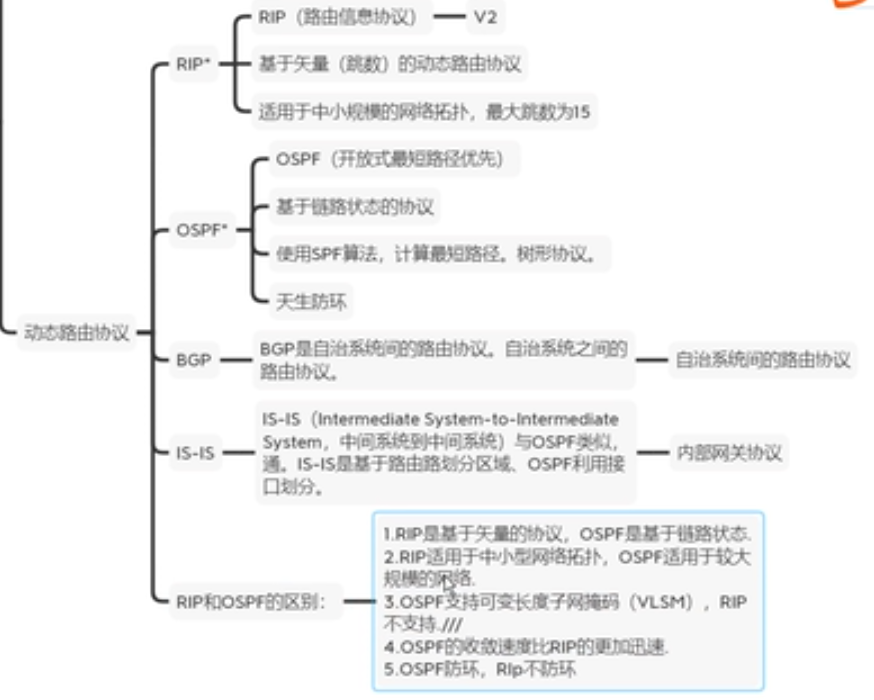 RIP（路由信息协议）
V2
RIP*
基于矢量（跳数）的动态路由协议
适用于中小规模的网络拓扑，最大跳数为15
OSPF（开放式最短路径优先）
基于链路状态的协议
OSPF*
使用SPF算法，计算最短路径。树形协议。
天生防环
动态路由协议
BGP
BGP是自治系统间的路由协议。自治系统之间的
路由协议。
自治系统间的路由协议
IS-IS（Intermediate System-to-Intermediate
System，中间系统到中间系统）与OSPF类似，
通。IS-IS是基于路由路划分区域、OSPF利用接
口划分。
IS-IS
内部网关协议
RIP和OSPF的区别：
1.RIP是基于矢量的协议，OSPF是基于链路状态.
2.RIP适用于中小型网络拓扑，OSPF适用于较大
规模的网络.
3.OSPF支持可变长度子网掩码（VLSM），RIP
不支持.///
4.OSPF的收敛速度比RIP的更加迅速.
5.OSPF防环，RIp不防环